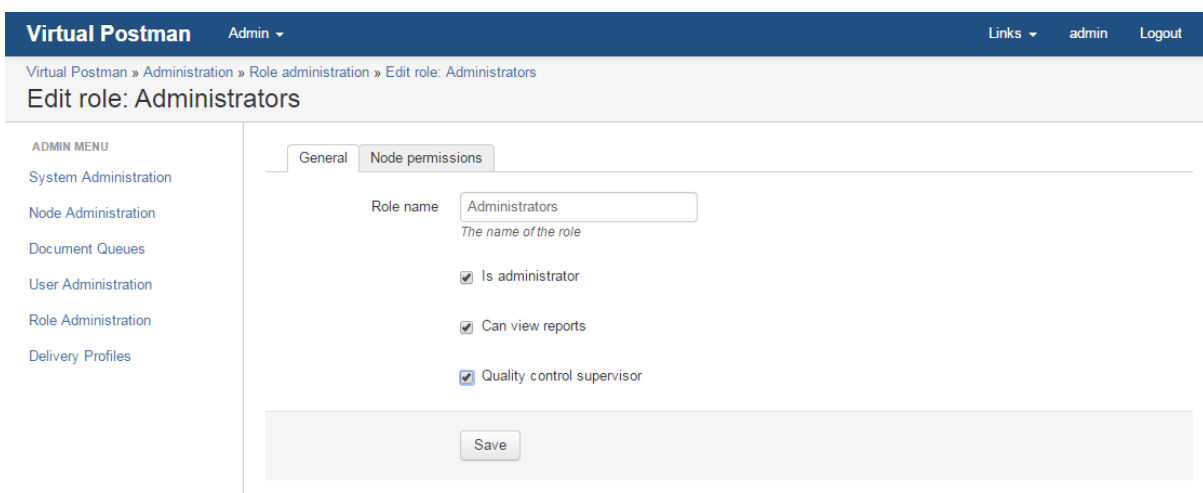 Virtual Postman Admin Links admin Logout
Virtual Postman » Administration » Role administration » Edit role: Administrators
Edit role: Administrators
ADMIN MENU
System Administration
Node Administration
Document Queues
User Administration
Role Administration
Delivery Profiles
General Node permissions
Role name Administrators
The name of the role
Is administrator
Can view reports
Quality control supervisor
Save